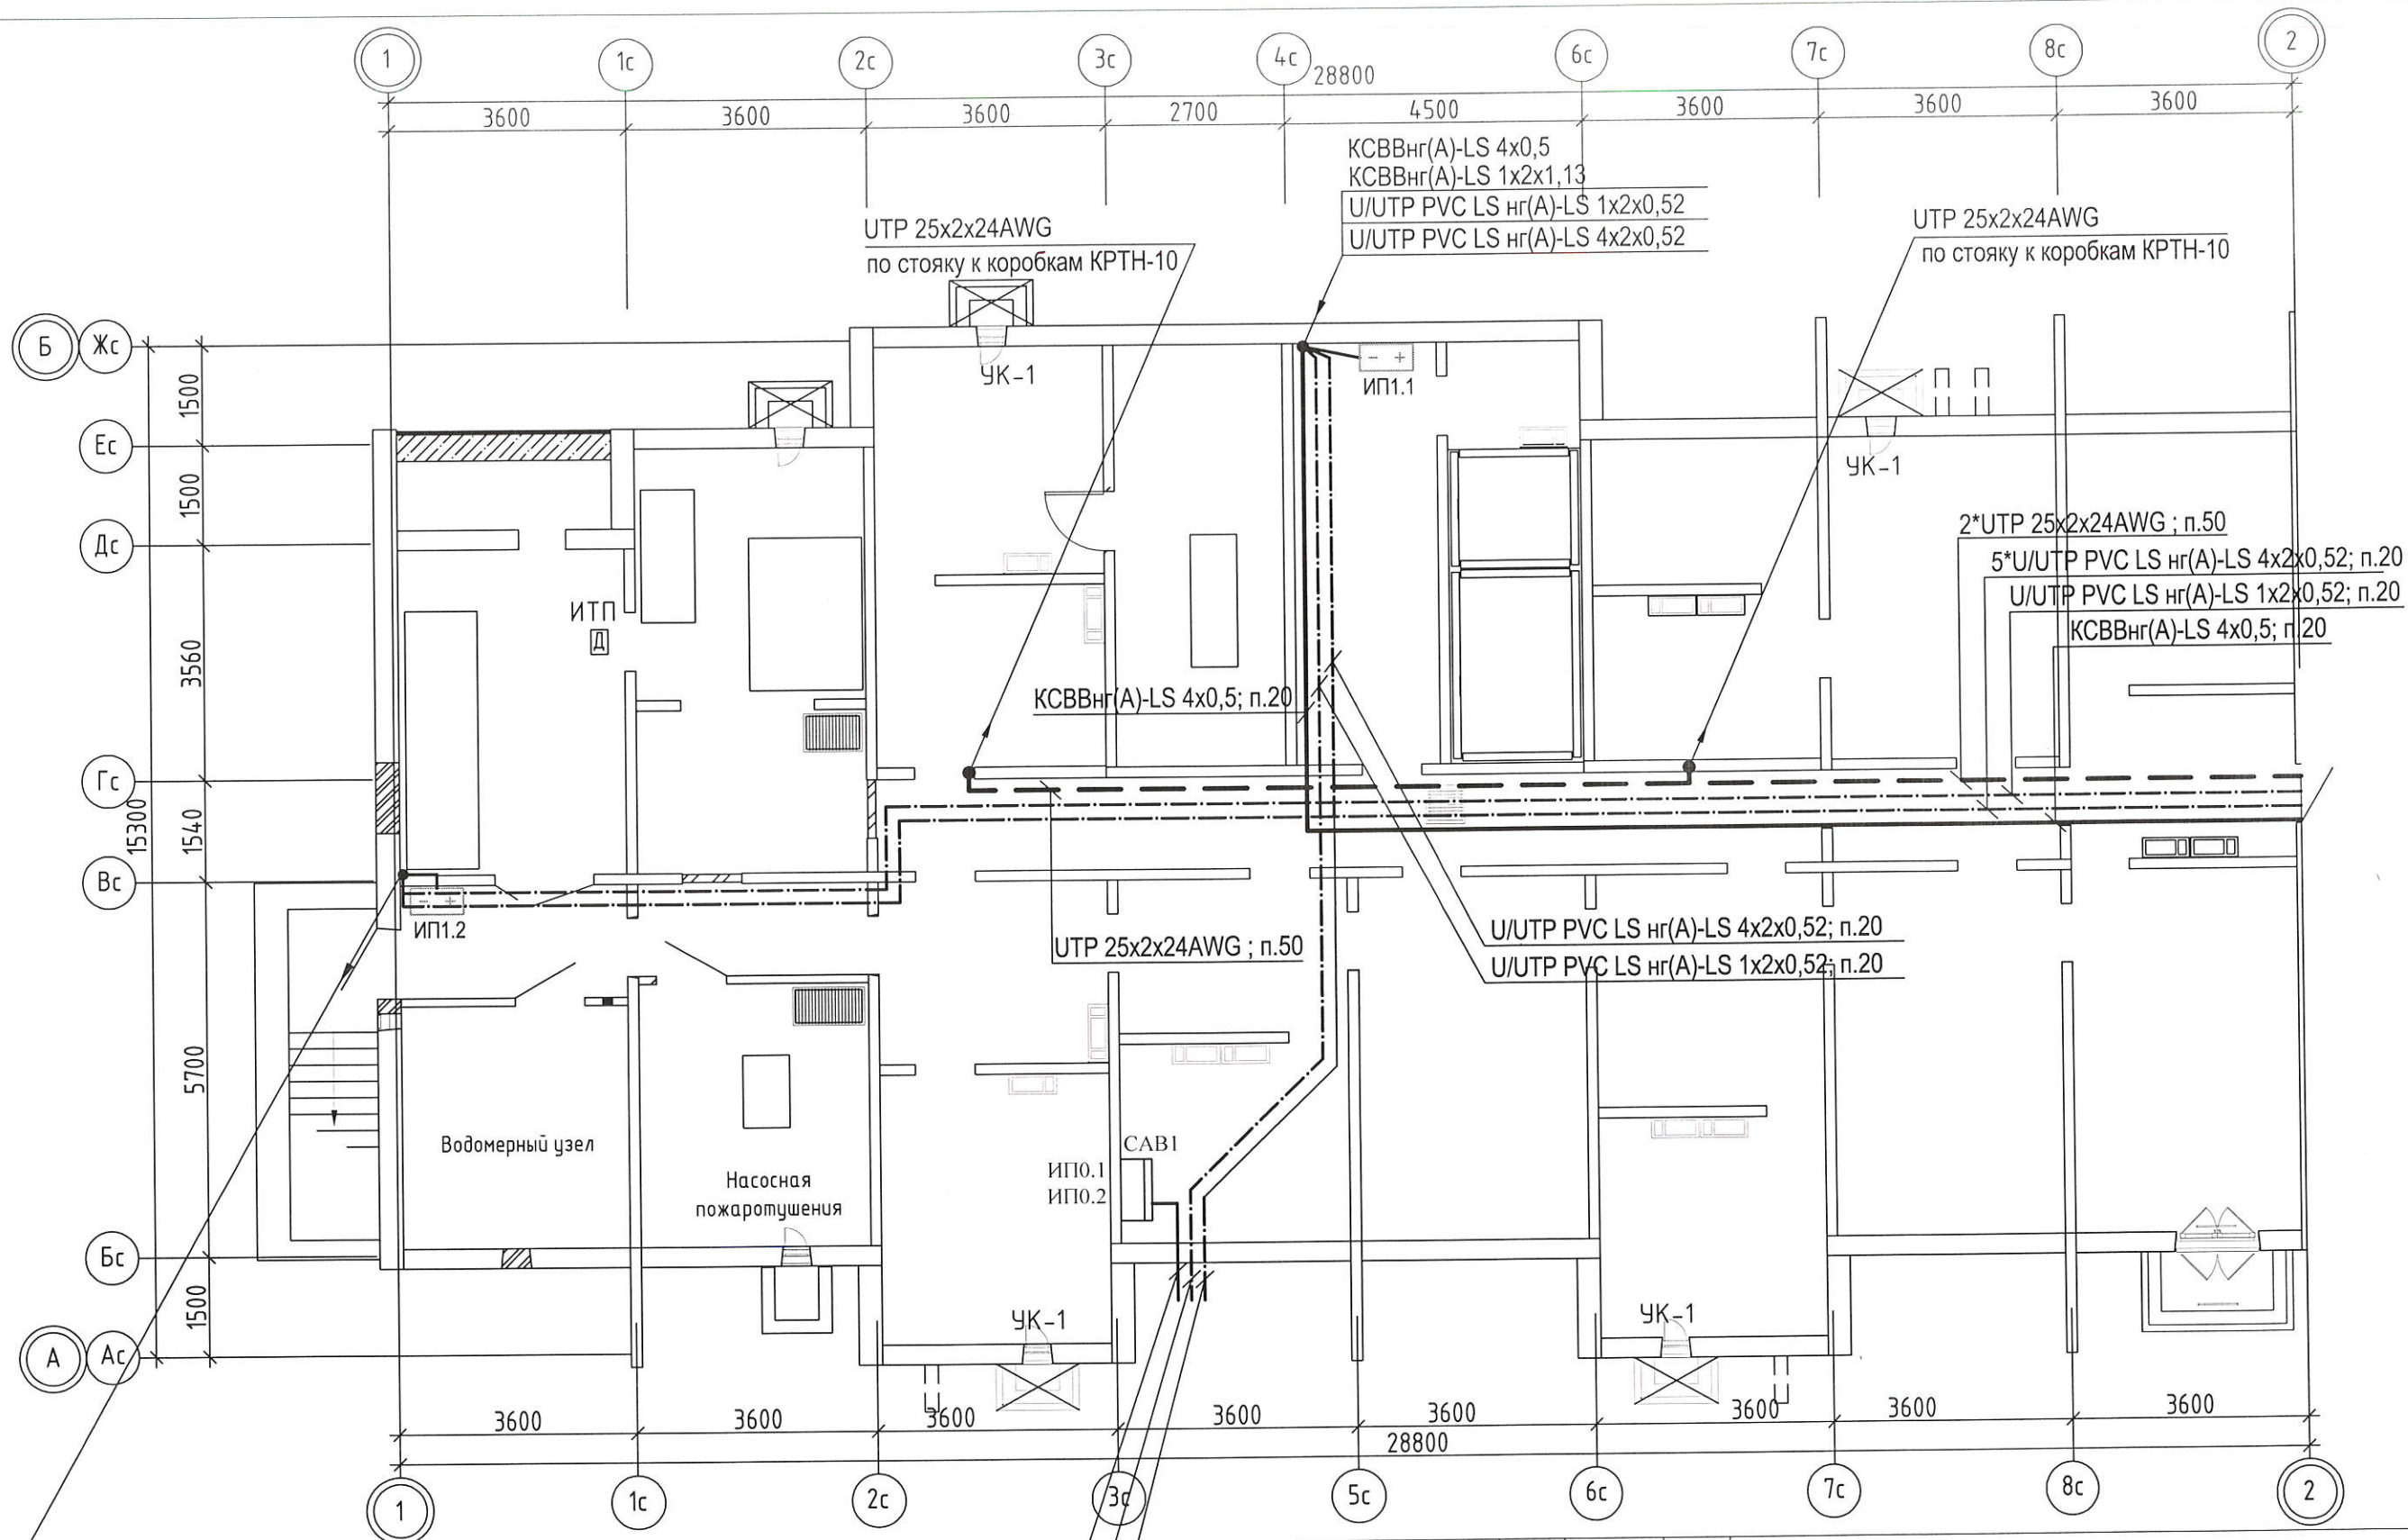 1
1с
2с
3с
4с
6с
7с
8с
2
28800
3600
3600
3600
2700
4500
3600
3600
3600
КСВВнг(А)-LS 4х0,5
КСВВнг(А)-LS 1х2х1,13
U/UTP PVC LS нг(А)-LS 1х2х0,52
U/UTP PVC LS нг(А)-LS 4х2х0,52
UTP 25х2х24AWG
по стояку к коробкам КРТН-10
UTP 25х2х24AWG
по стояку к коробкам КРТН-10
Б
Жс
УК-1
- +
ИП1.1
1500
Ес
УК-1
1500
Дс
2*UTP 25х2х24AWG ; п.50
5*U/UTP PVC LS нг(А)-LS 4х2х0,52; п.20
U/UTP PVC LS нг(А)-LS 1х2х0,52; п.20
КСВВнг(А)-LS 4х0,5; п.20
ИТП
Д
3560
КСВВнг(А)-LS 4х0,5; п.20
Гс
15300
1540
Вс
- +
ИП1.2
UTP 25х2х24AWG ; п.50
U/UTP PVC LS нг(А)-LS 4х2х0,52; п.20
U/UTP PVC LS нг(А)-LS 1х2х0,52; п.20
5700
Водомерный узел
Насосная
пожаротушения
САВ1
ИП0.1
ИП0.2
Бс
1500
УК-1
УК-1
А
Ас
3600
3600
3600
3600
3600
3600
3600
3600
28800
1
1с
2с
3с
5с
6с
7с
8с
2